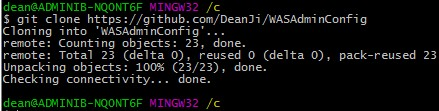 dean@ADMINIB-NQONT6F MINGW32 /c
$ git clone https://github.com/DeanJi/WASAdminConfig
Cloning into 'WASAdminConfig'...
remote: Counting objects: 23, done.
remote: Total 23 (delta 0), reused 0 (delta 0), pack-reused 23
Unpacking objects: 100% (23/23), done.
Checking connectivity... done.
dean@ADMINIB-NQONT6F MINGW32 /c